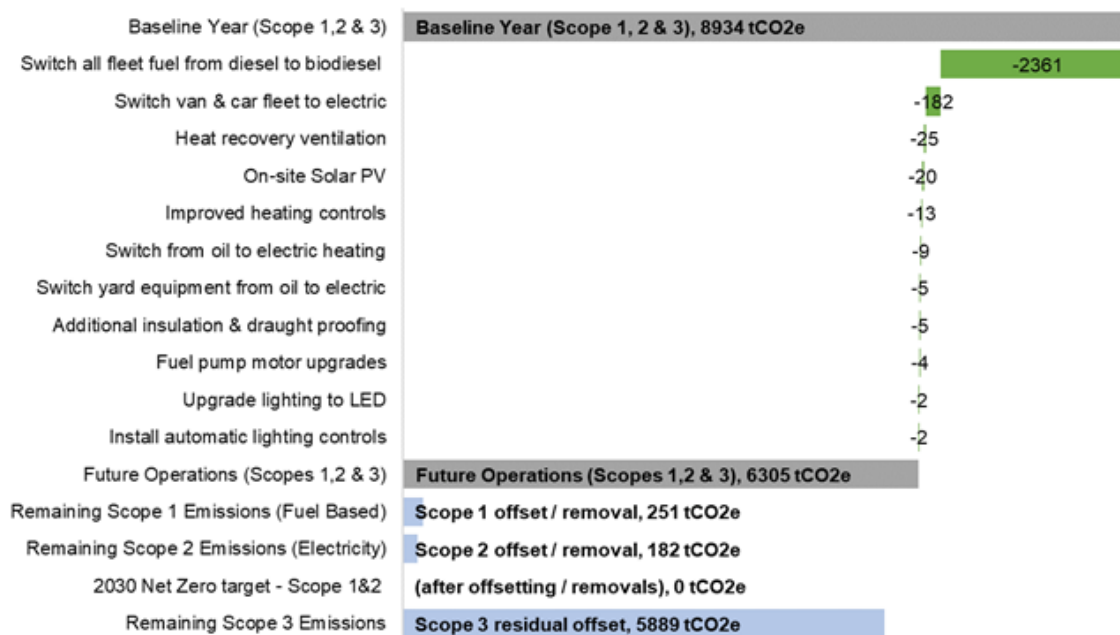 Baseline Year (Scope 1,2 & 3) Baseline Year (Scope 1, 2 & 3), 8934 tCO2e
Switch all fleet fuel from diesel to biodiesel -2361
Switch van & car fleet to electric -182
Heat recovery ventilation -25
On-site Solar PV -20
Improved heating controls -13
Switch from oil to electric heating -9
Switch yard equipment from oil to electric -5
Additional insulation & draught proofing -5
Fuel pump motor upgrades -4
Upgrade lighting to LED -2
Install automatic lighting controls -2
Future Operations (Scopes 1,2 & 3) Future Operations (Scopes 1,2 & 3), 6305 tCO2e
Remaining Scope 1 Emissions (Fuel Based) Scope 1 offset / removal, 251 tCO2e
Remaining Scope 2 Emissions (Electricity) Scope 2 offset / removal, 182 tCO2e
2030 Net Zero target - Scope 1&2 (after offsetting / removals), 0 tCO2e
Remaining Scope 3 Emissions Scope 3 residual offset, 5889 tCO2e